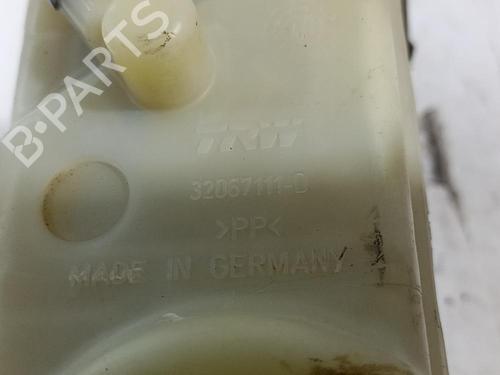 B-PARTS
TRW
32067111-D
>PP<
MADE IN GERMANY